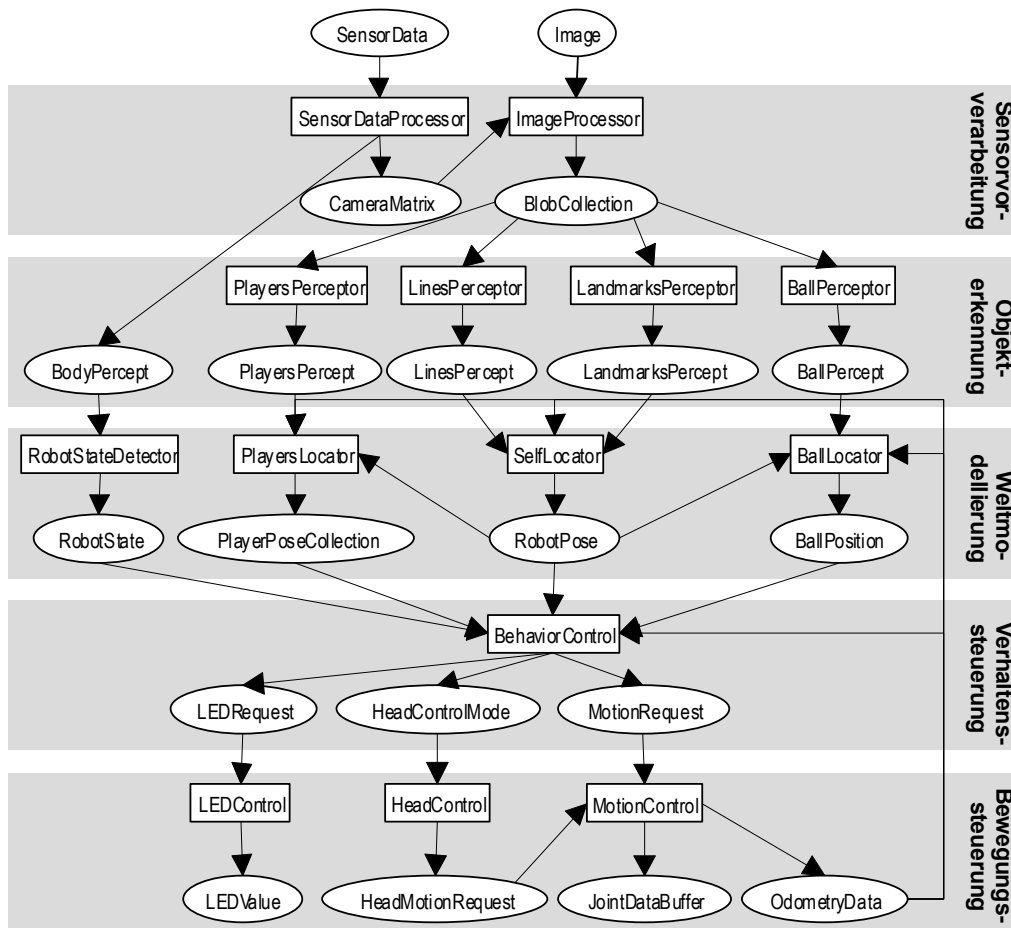 SensorData
Image
SensorDataProcessor
ImageProcessor
CameraMatrix
BlobCollection
Sensorvor-
verarbeitung
PlayersPerceptor
LinesPerceptor
LandmarksPerceptor
BallPerceptor
BodyPercept
PlayersPercept
LinesPercept
LandmarksPercept
BallPercept
Objekt-
erkennung
RobotStateDetector
PlayersLocator
SelfLocator
BallLocator
RobotState
PlayerPoseCollection
RobotPose
BallPosition
Weltmo-
dellierung
BehaviorControl
LEDRequest
HeadControlMode
MotionRequest
Verhaltens-
steuerung
LEDControl
HeadControl
MotionControl
LEDValue
HeadMotionRequest
JointDataBuffer
OdometryData
Bewegungs-
steuerung